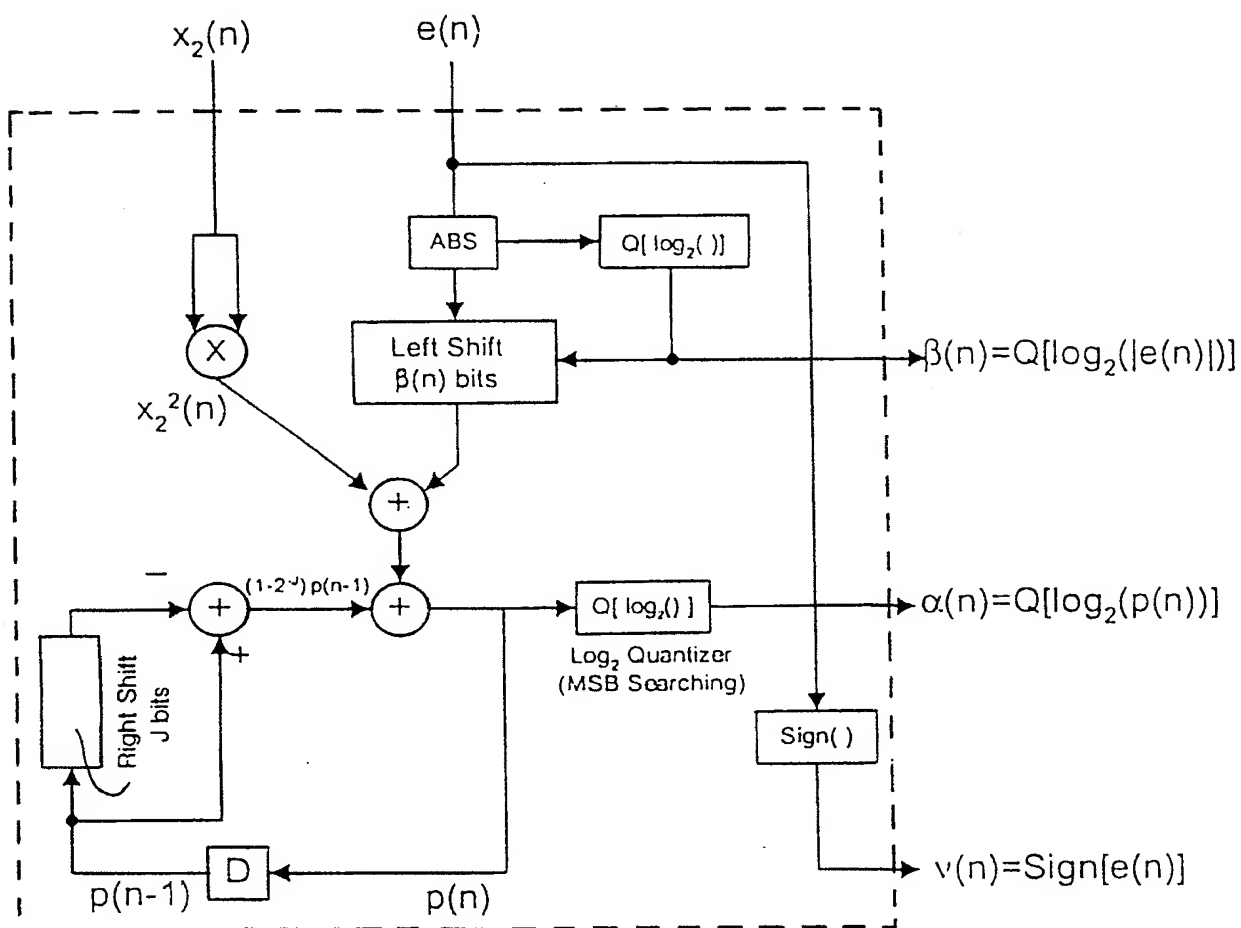 x₂(n)
e(n)
ABS
Q[log₂( )]
Left Shift
β(n) bits
β(n)=Q[log₂(|e(n)|)]
X
x₂²(n)
+
−
+
(1-2⁻ᴶ)p(n-1)
+
Q[log₂()]
α(n)=Q[log₂(p(n))]
+
Log₂ Quantizer
(MSB Searching)
Right Shift
J bits
Sign( )
D
p(n-1)
p(n)
ν(n)=Sign[e(n)]